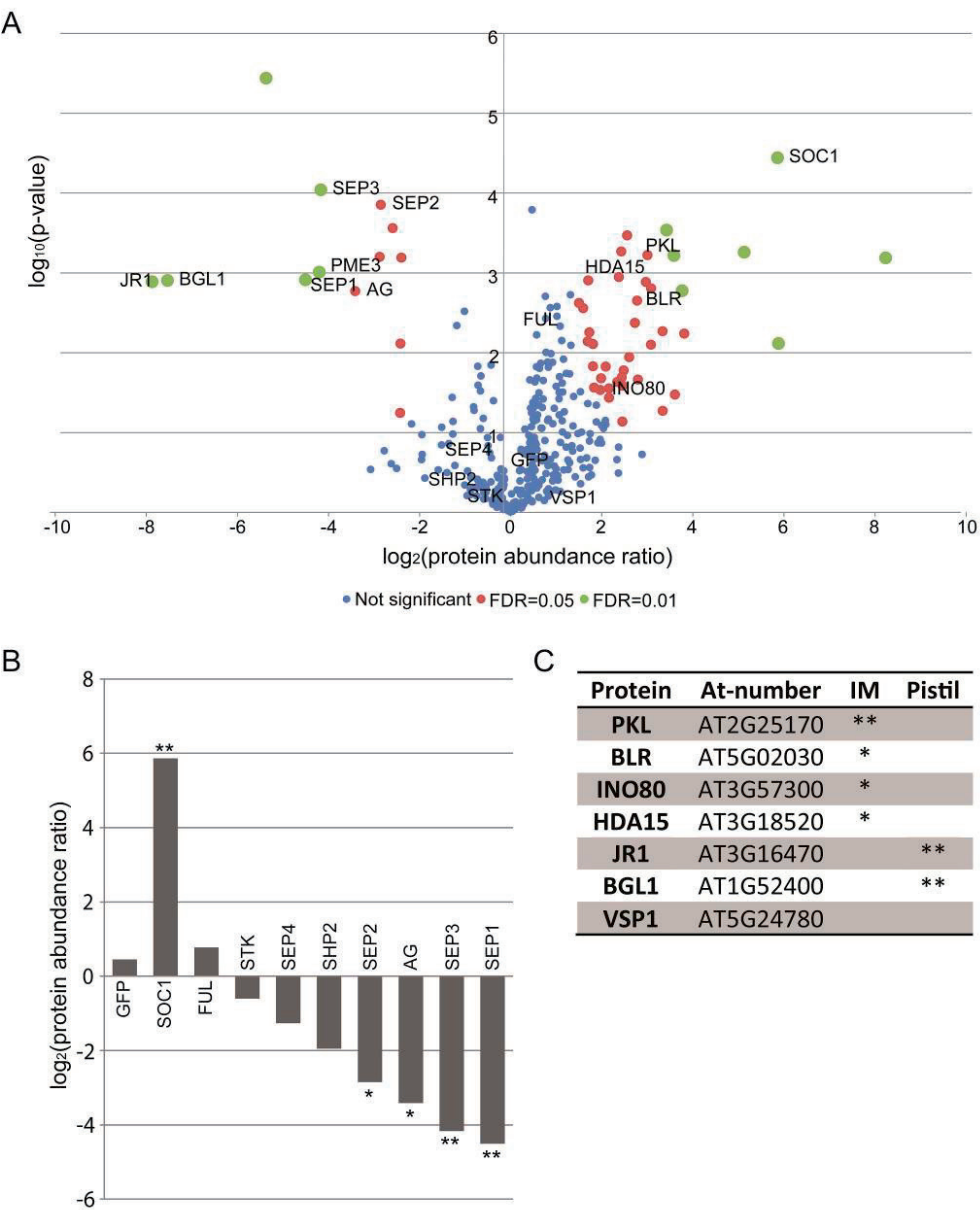 A
6
5
4
3
2
1
log₁₀(p-value)
SOC1
SEP3
SEP2
PKL
PME3
HDA15
JR1
BGL1
SEP1
AG
BLR
FUL
INO80
SEP4
GFP
SHP2
STK
VSP1
-10 -8 -6 -4 -2 0 2 4 6 8 10
log₂(protein abundance ratio)
Not significant FDR=0.05 FDR=0.01
B
8
6
4
2
0
-2
-4
-6
log₂(protein abundance ratio)
**
GFP
SOC1
FUL
STK
SEP4
SHP2
SEP2
AG
SEP3
SEP1
* * ** **
C
Protein At-number IM Pistil
PKL AT2G25170 **
BLR AT5G02030 *
INO80 AT3G57300 *
HDA15 AT3G18520 *
JR1 AT3G16470 **
BGL1 AT1G52400 **
VSP1 AT5G24780